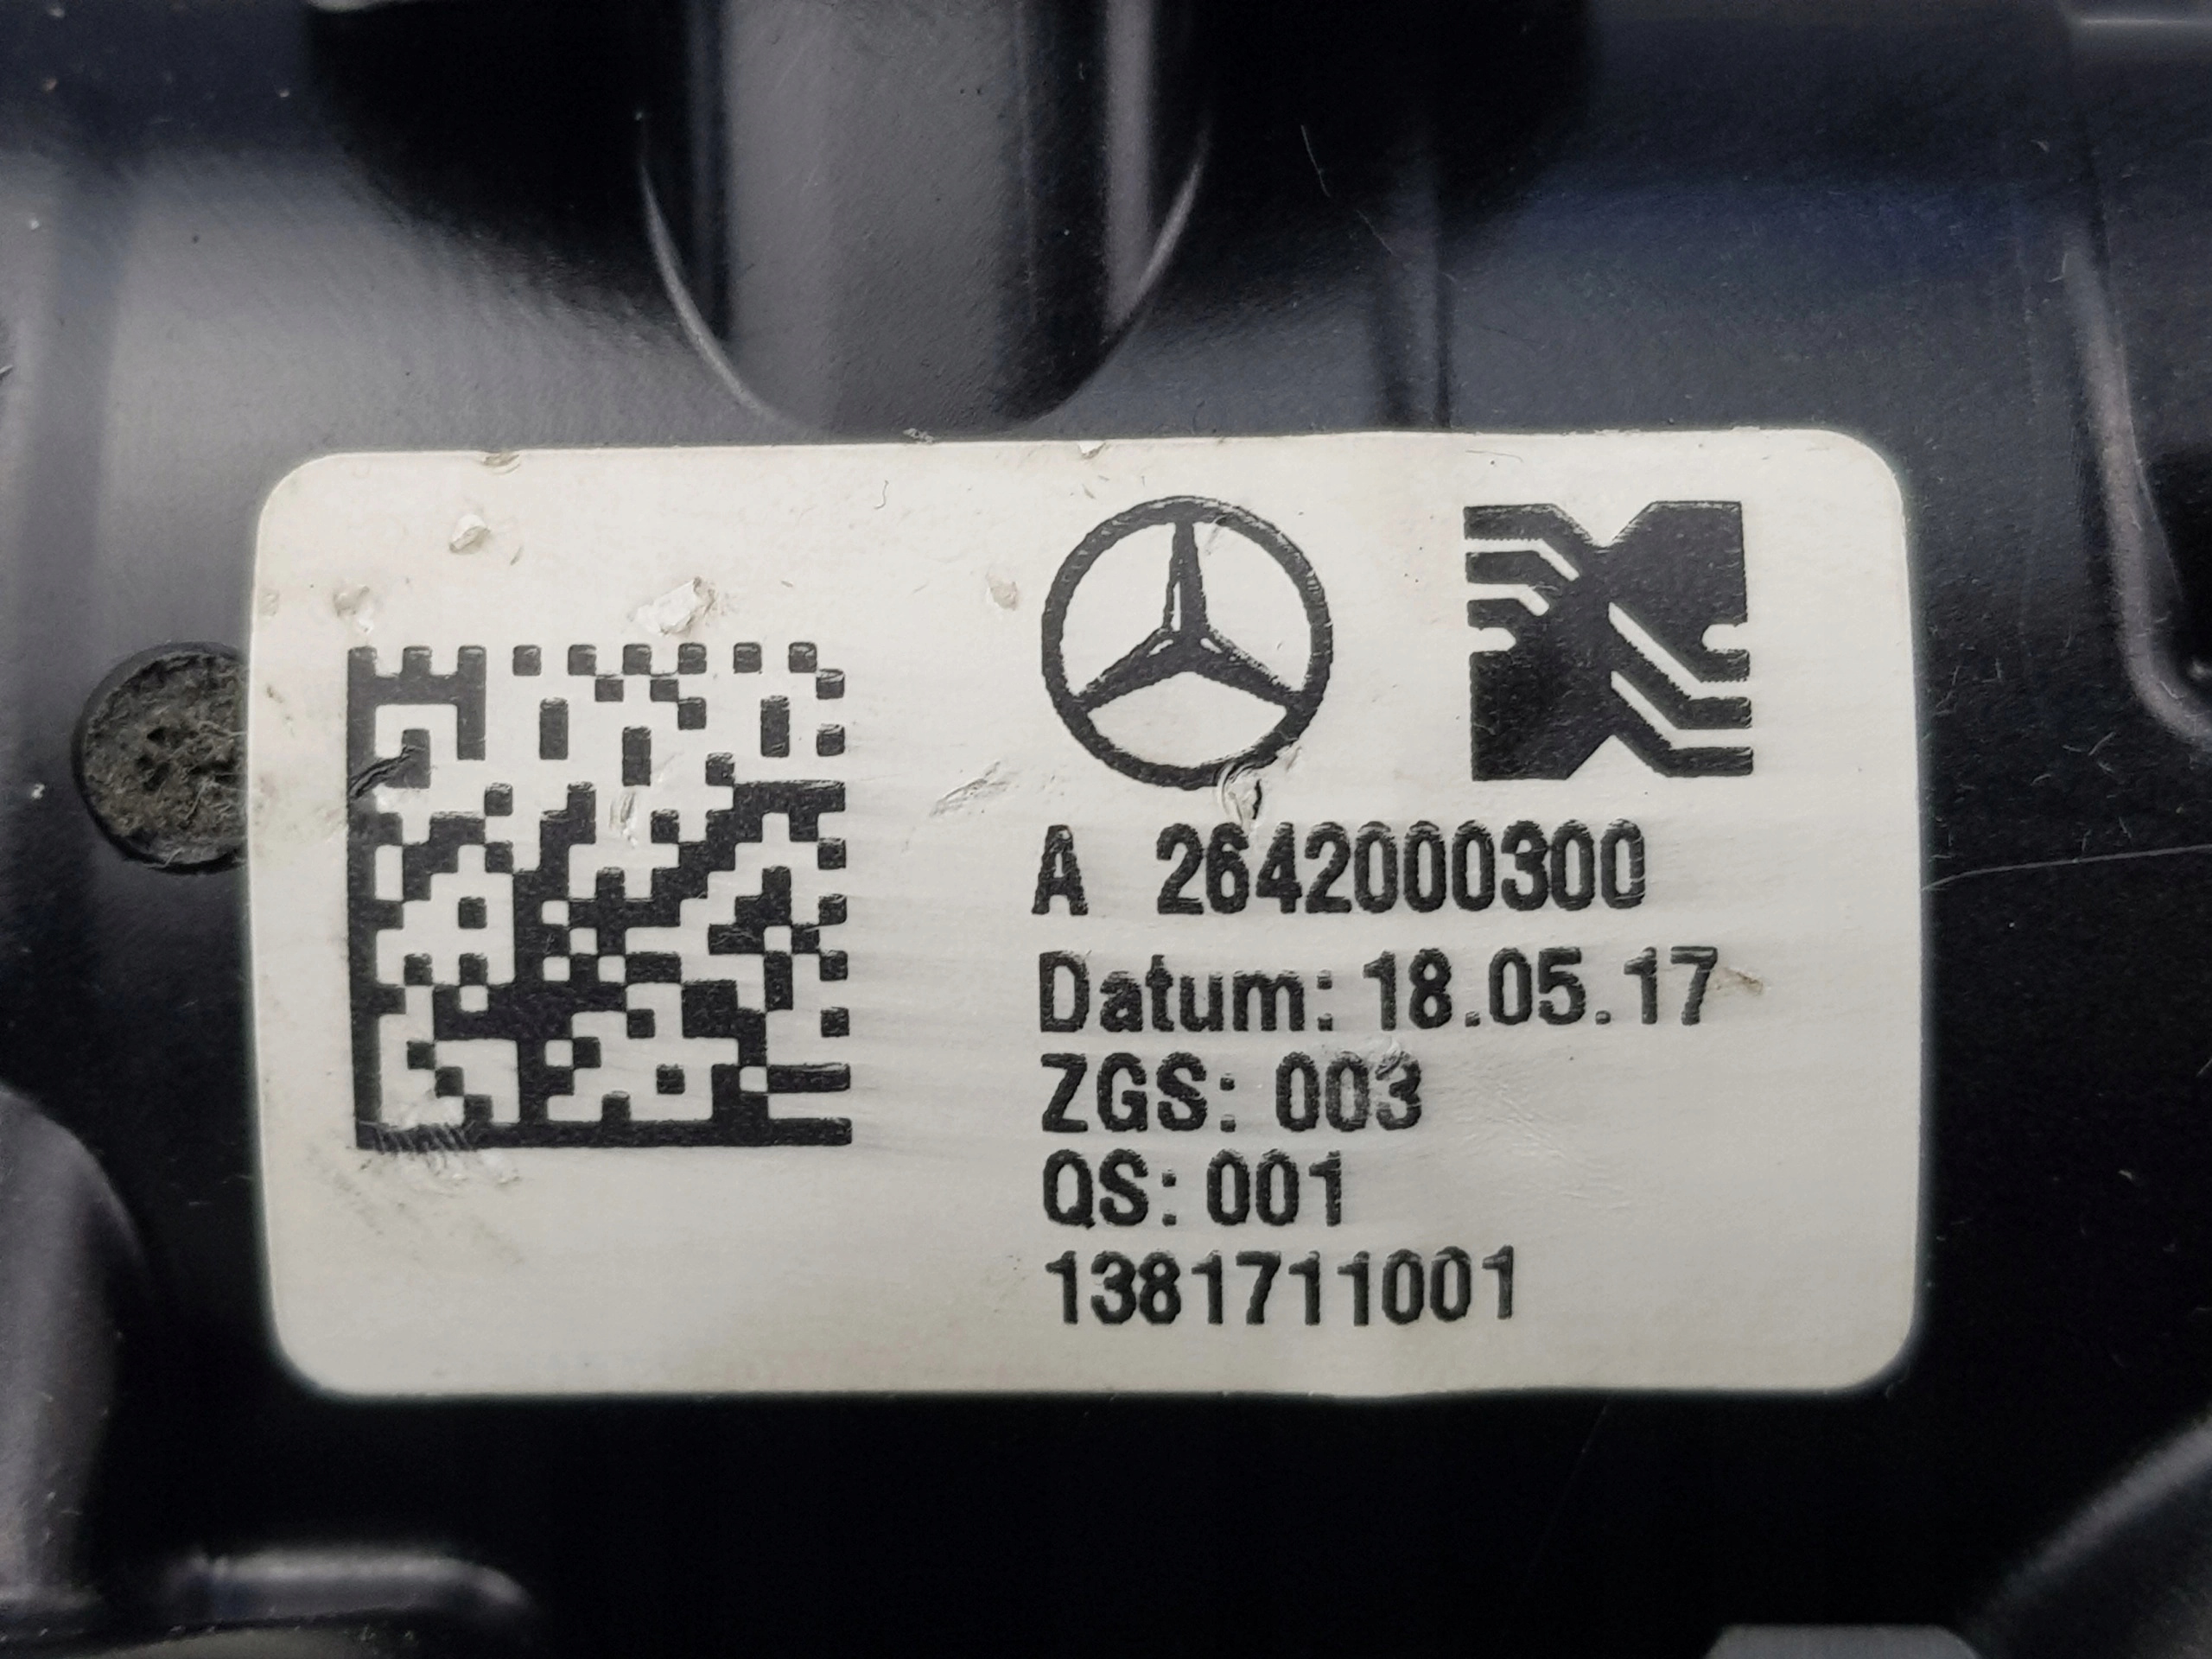 A 2642000300
Datum: 18.05.17
ZGS: 003
QS: 001
1381711001